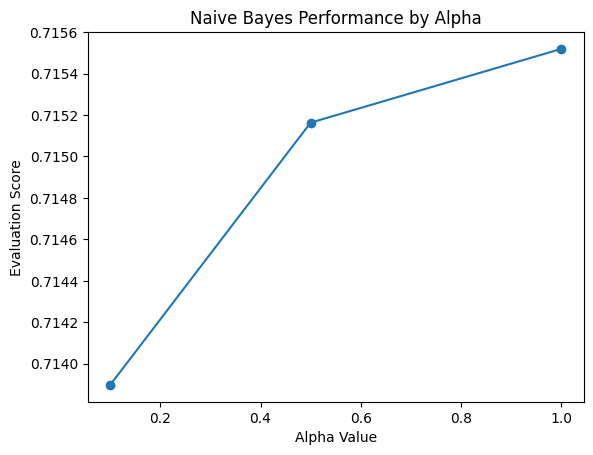 Naive Bayes Performance by Alpha
0.7156
0.7154
0.7152
0.7150
0.7148
0.7146
0.7144
0.7142
0.7140
Evaluation Score
0.2 0.4 0.6 0.8 1.0
Alpha Value